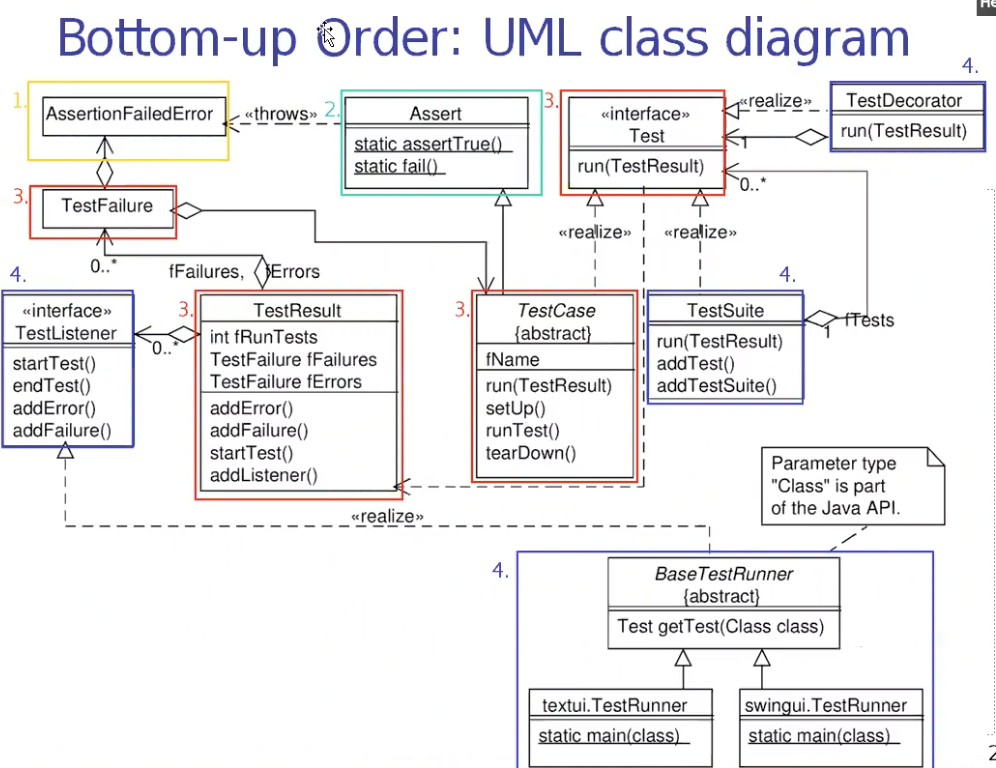 He
Bottom-up Order: UML class diagram
1.
AssertionFailedError
«throws»
2.
Assert
static assertTrue()
static fail()
3.
«interface»
Test
run(TestResult)
«realize»
1
0..*
4.
TestDecorator
run(TestResult)
3.
TestFailure
0..*
fFailures, fErrors
«realize»
«realize»
4.
«interface»
TestListener
startTest()
endTest()
addError()
addFailure()
0..*
3.
TestResult
int fRunTests
TestFailure fFailures
TestFailure fErrors
addError()
addFailure()
startTest()
addListener()
3.
TestCase
{abstract}
fName
run(TestResult)
setUp()
runTest()
tearDown()
4.
TestSuite
run(TestResult)
addTest()
addTestSuite()
fTests
1
Parameter type
"Class" is part
of the Java API.
«realize»
4.
BaseTestRunner
{abstract}
Test getTest(Class class)
textui.TestRunner
static main(class)
swingui.TestRunner
static main(class)
2